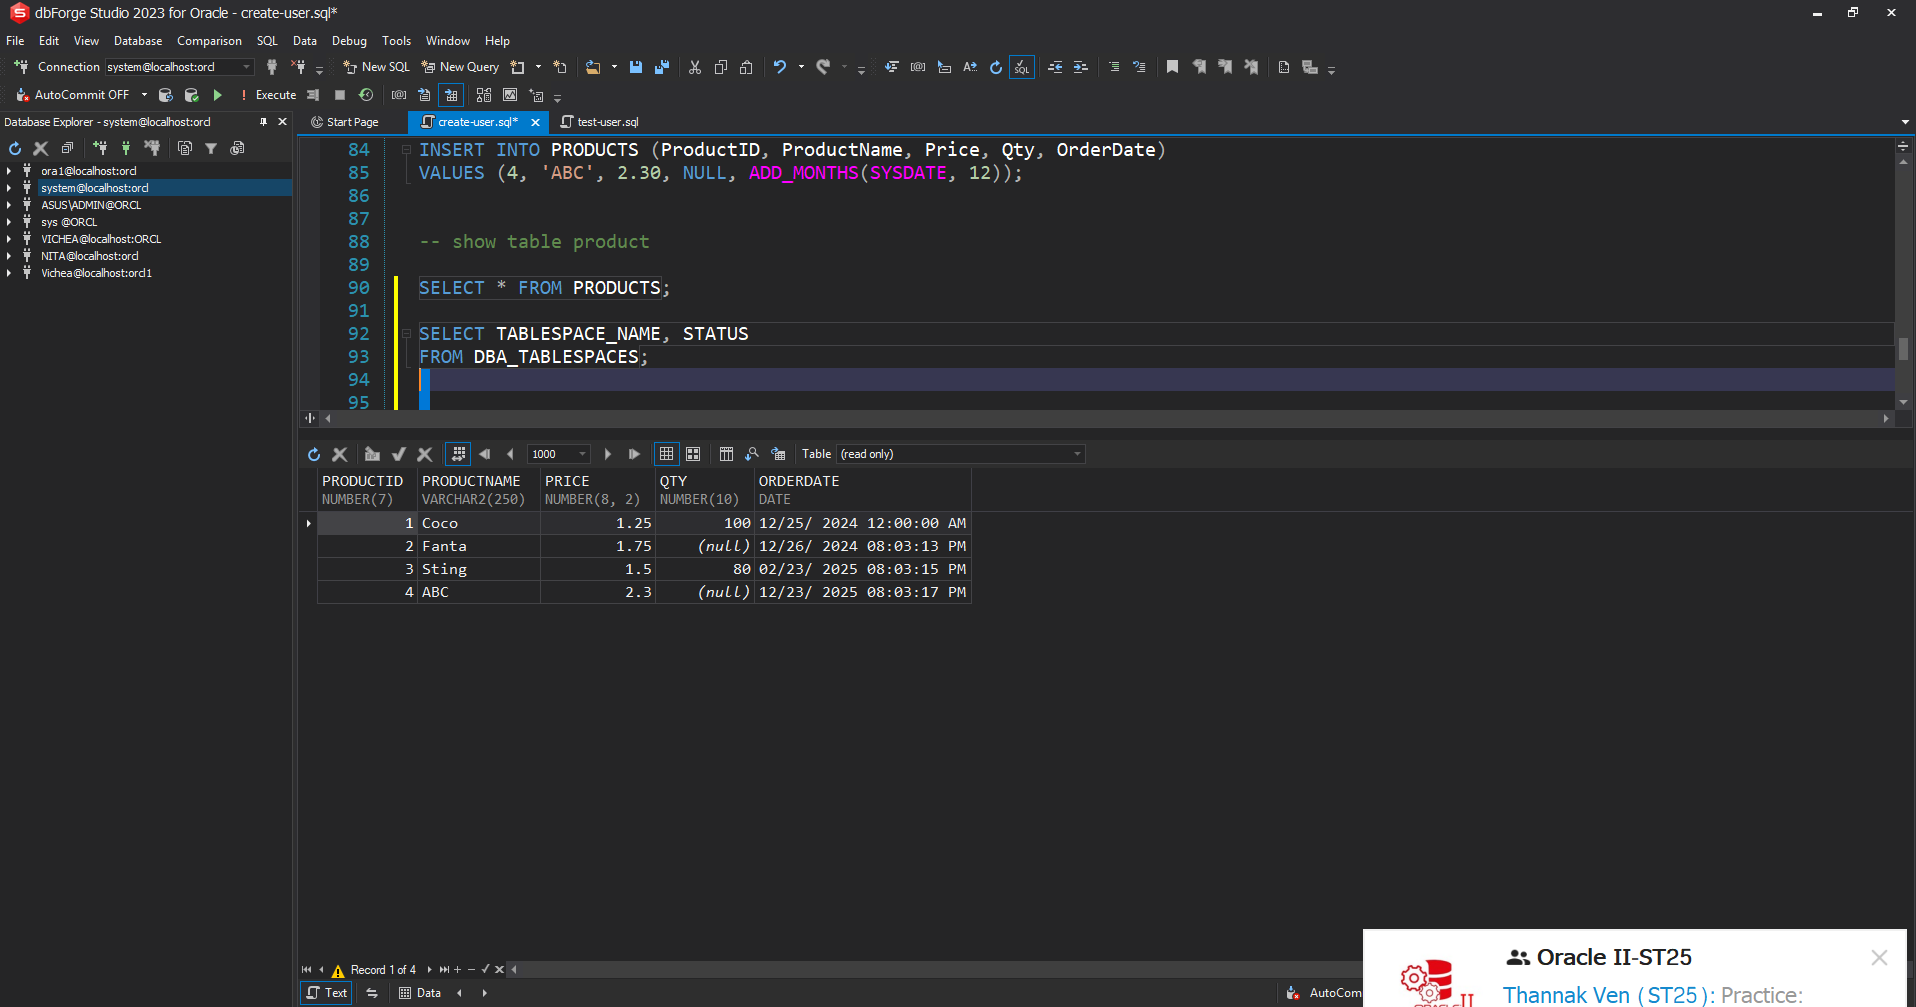 dbForge Studio 2023 for Oracle - create-user.sql*
File Edit View Database Comparison SQL Data Debug Tools Window Help
Connection system@localhost:orcl New SQL New Query
AutoCommit OFF Execute
Database Explorer - system@localhost:orcl
ora1@localhost:orcl
system@localhost:orcl
ASUS\ADMIN@ORCL
sys @ORCL
VICHEA@localhost:ORCL
NITA@localhost:orcl
Vichea@localhost:orcl1
Start Page create-user.sql* test-user.sql
84 INSERT INTO PRODUCTS (ProductID, ProductName, Price, Qty, OrderDate)
85 VALUES (4, 'ABC', 2.30, NULL, ADD_MONTHS(SYSDATE, 12));
86
87
88 -- show table product
89
90 SELECT * FROM PRODUCTS;
91
92 SELECT TABLESPACE_NAME, STATUS
93 FROM DBA_TABLESPACES;
94
95
1000 Table (read only)
PRODUCTID PRODUCTNAME PRICE QTY ORDERDATE
NUMBER(7) VARCHAR2(250) NUMBER(8, 2) NUMBER(10) DATE
1 Coco 1.25 100 12/25/ 2024 12:00:00 AM
2 Fanta 1.75 (null) 12/26/ 2024 08:03:13 PM
3 Sting 1.5 80 02/23/ 2025 08:03:15 PM
4 ABC 2.3 (null) 12/23/ 2025 08:03:17 PM
Record 1 of 4
Text Data
AutoCom
Oracle II-ST25
Thannak Ven (ST25): Practice: